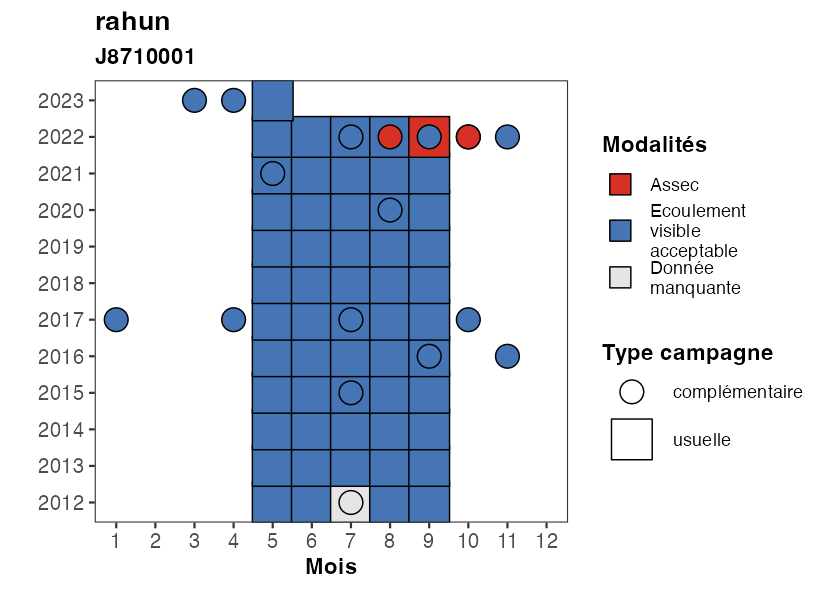 rahun
J8710001
2023
2022
2021
2020
2019
2018
2017
2016
2015
2014
2013
2012
1 2 3 4 5 6 7 8 9 10 11 12
Mois
Modalités
Assec
Ecoulement
visible
acceptable
Donnée
manquante
Type campagne
complémentaire
usuelle